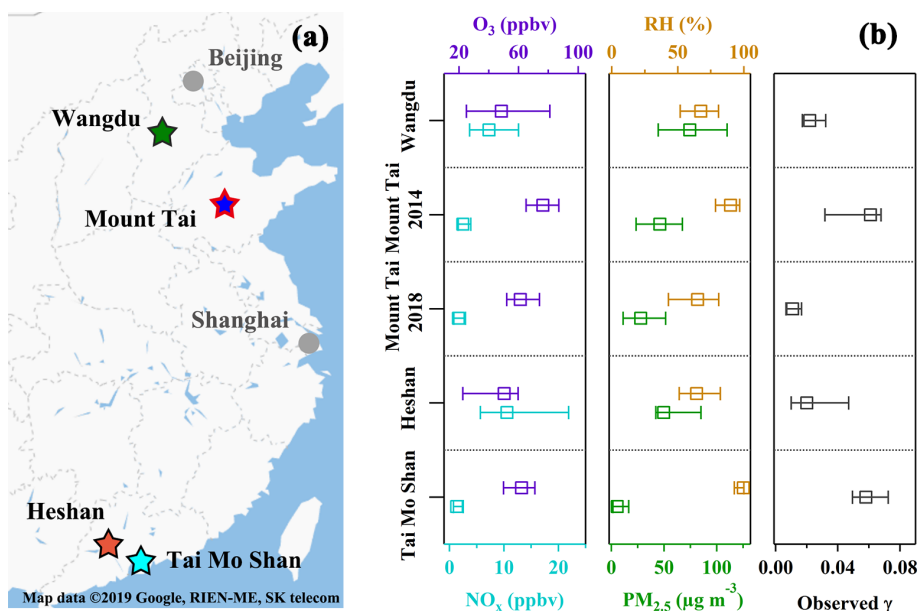 (a)
Beijing
Wangdu
Mount Tai
Shanghai
Heshan
Tai Mo Shan
Map data ©2019 Google, RIEN-ME, SK telecom
(b)
O3 (ppbv)
20 60 100
RH (%)
0 50 100
Wangdu
Mount Tai
2014
Mount Tai
2018
Heshan
Tai Mo Shan
0 10 20
NOx (ppbv)
0 50 100
PM2.5 (µg m−3)
0.00 0.04 0.08
Observed γ